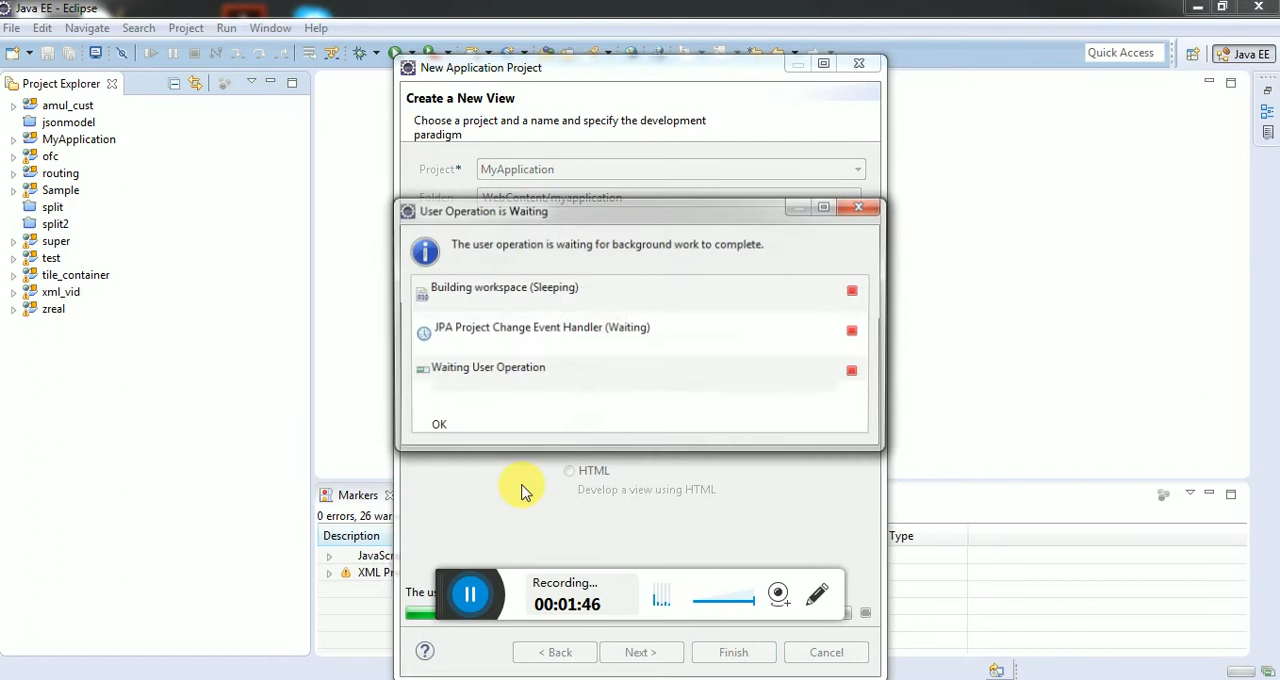 Java EE - Eclipse
File Edit Navigate Search Project Run Window Help
Quick Access
Java EE
Project Explorer
amul_cust
jsonmodel
MyApplication
ofc
routing
Sample
split
split2
super
test
tile_container
xml_vid
zreal
New Application Project
Create a New View
Choose a project and a name and specify the development
paradigm
Project* MyApplication
Folder WebContent/myapplication
User Operation is Waiting
The user operation is waiting for background work to complete.
Building workspace (Sleeping)
JPA Project Change Event Handler (Waiting)
Waiting User Operation
OK
HTML
Develop a view using HTML
Markers
0 errors, 26 war
Description
Type
JavaScr
XML Pr
The us
Recording...
00:01:46
< Back Next > Finish Cancel